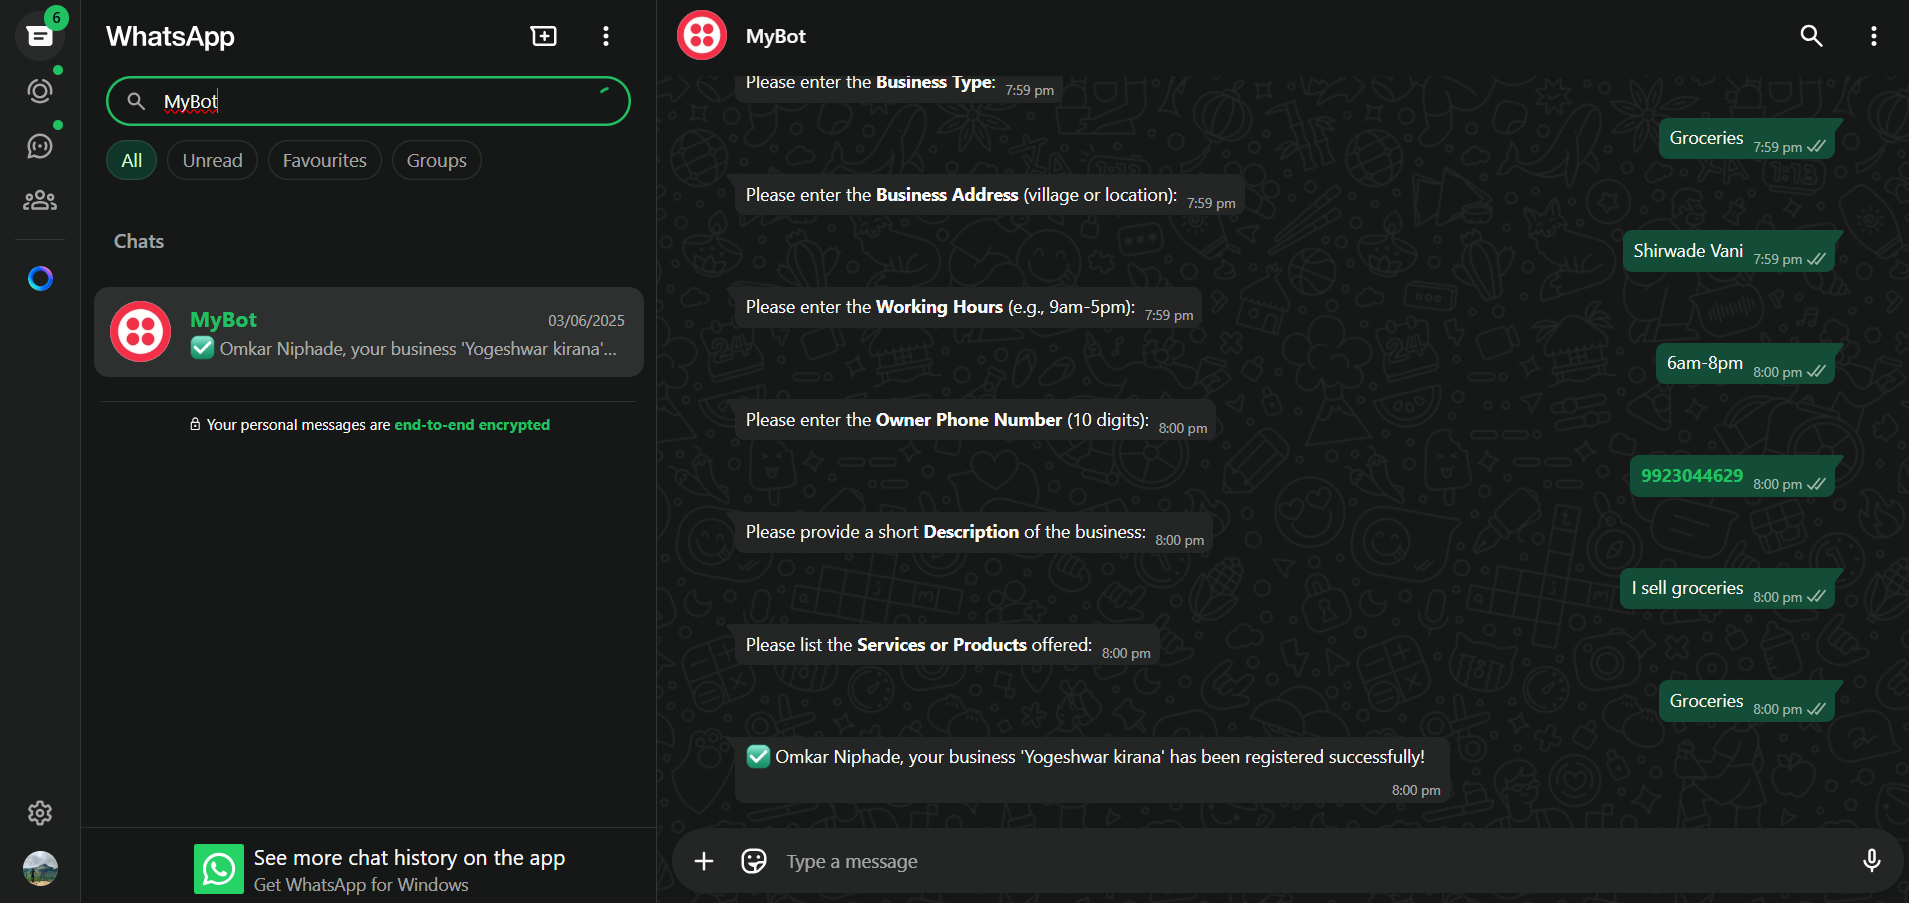 6
WhatsApp
MyBot
All
Unread
Favourites
Groups
Chats
MyBot
03/06/2025
✅ Omkar Niphade, your business 'Yogeshwar kirana'...
Your personal messages are end-to-end encrypted
See more chat history on the app
Get WhatsApp for Windows
MyBot
Please enter the Business Type: 7:59 pm
Groceries 7:59 pm
Please enter the Business Address (village or location): 7:59 pm
Shirwade Vani 7:59 pm
Please enter the Working Hours (e.g., 9am-5pm): 7:59 pm
6am-8pm 8:00 pm
Please enter the Owner Phone Number (10 digits): 8:00 pm
9923044629 8:00 pm
Please provide a short Description of the business: 8:00 pm
I sell groceries 8:00 pm
Please list the Services or Products offered: 8:00 pm
Groceries 8:00 pm
✅ Omkar Niphade, your business 'Yogeshwar kirana' has been registered successfully!
8:00 pm
Type a message